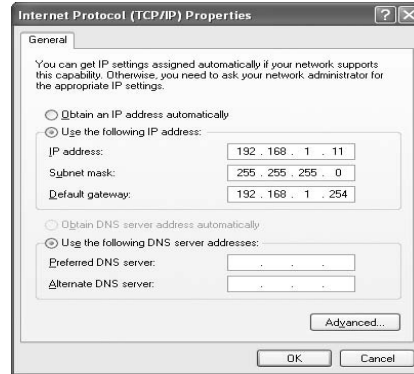 Internet Protocol (TCP/IP) Properties
General
You can get IP settings assigned automatically if your network supports
this capability. Otherwise, you need to ask your network administrator for
the appropriate IP settings.
Obtain an IP address automatically
Use the following IP address:
IP address: 192 . 168 . 1 . 11
Subnet mask: 255 . 255 . 255 . 0
Default gateway: 192 . 168 . 1 . 254
Obtain DNS server address automatically
Use the following DNS server addresses:
Preferred DNS server: . . .
Alternate DNS server: . . .
Advanced...
OK Cancel